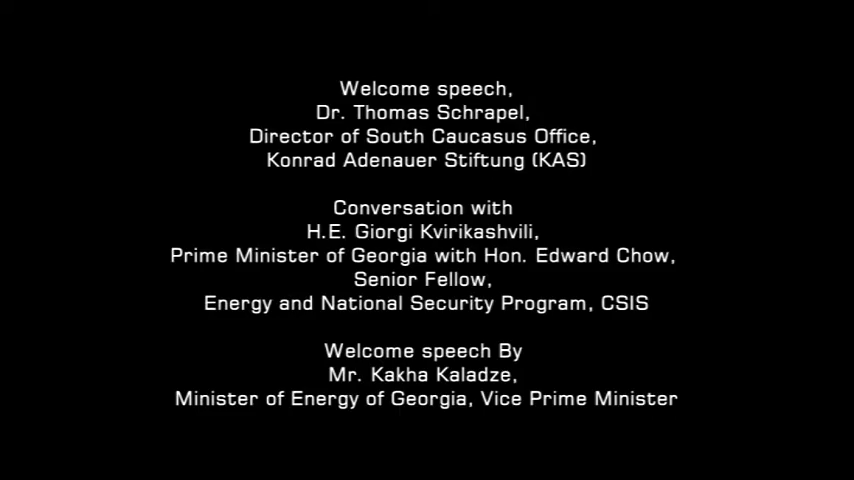 Welcome speech,
Dr. Thomas Schrapel,
Director of South Caucasus Office,
Konrad Adenauer Stiftung (KAS)
Conversation with
H.E. Giorgi Kvirikashvili,
Prime Minister of Georgia with Hon. Edward Chow,
Senior Fellow,
Energy and National Security Program, CSIS
Welcome speech By
Mr. Kakha Kaladze,
Minister of Energy of Georgia, Vice Prime Minister